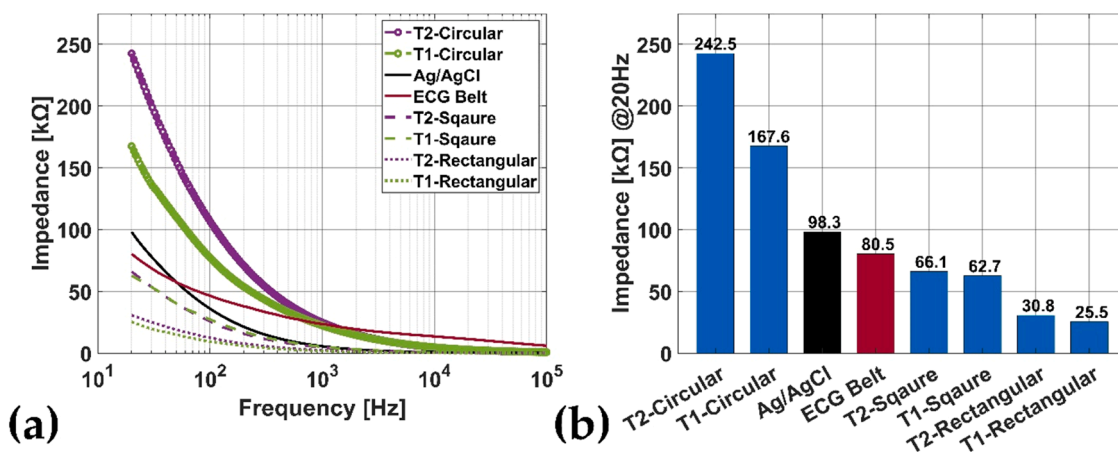 250
200
150
100
50
0
Impedance [kΩ]
10^1
10^2
10^3
10^4
10^5
Frequency [Hz]
T2-Circular
T1-Circular
Ag/AgCl
ECG Belt
T2-Sqaure
T1-Sqaure
T2-Rectangular
T1-Rectangular
(a)
250
200
150
100
50
0
Impedance [kΩ] @20Hz
242.5
167.6
98.3
80.5
66.1
62.7
30.8
25.5
T2-Circular
T1-Circular
Ag/AgCl
ECG Belt
T2-Sqaure
T1-Sqaure
T2-Rectangular
T1-Rectangular
(b)